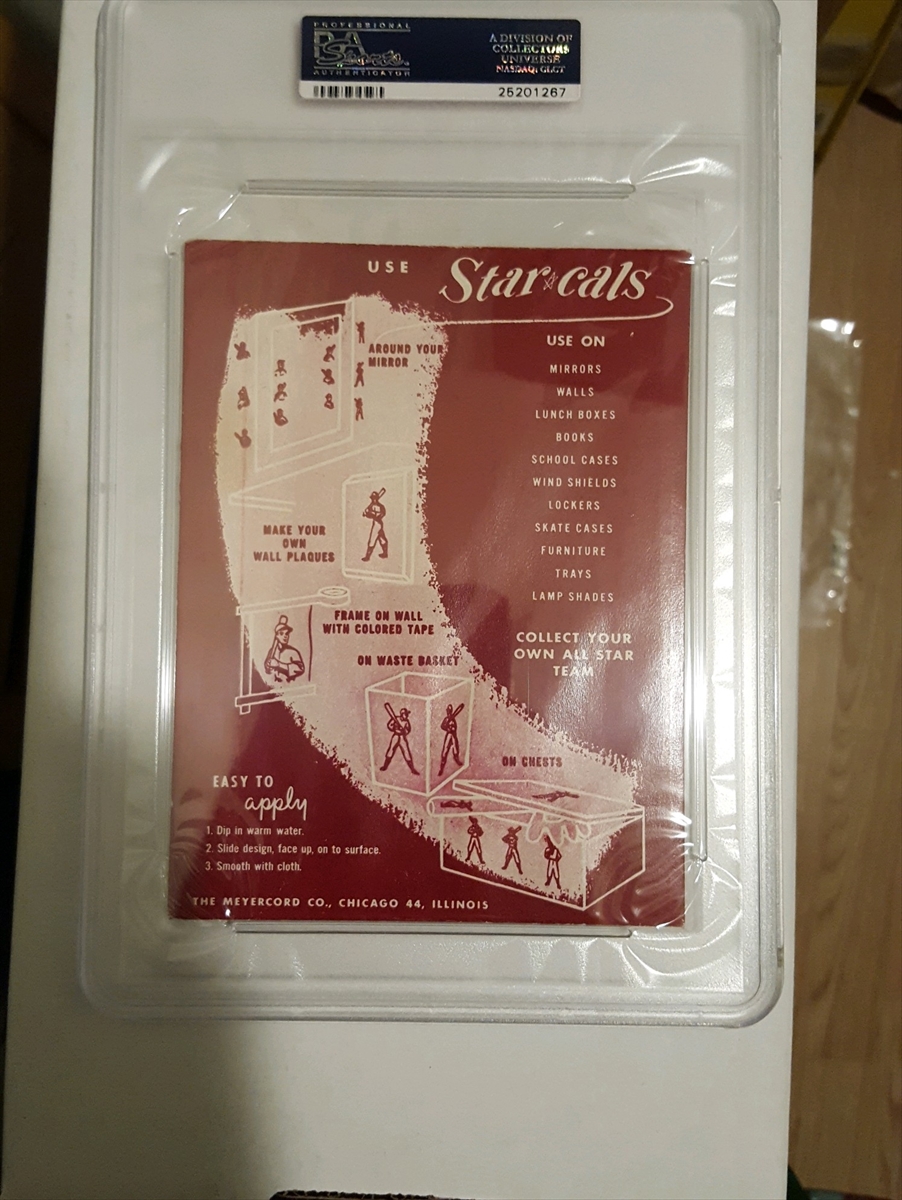 PROFESSIONAL
PSA
Sports
AUTHENTICATOR
A DIVISION OF
COLLECTORS
UNIVERSE
NASDAQ: CLCT
25201267
USE Star☆cals
AROUND YOUR
MIRROR
MAKE YOUR
OWN
WALL PLAQUES
FRAME ON WALL
WITH COLORED TAPE
ON WASTE BASKET
ON CHESTS
USE ON
MIRRORS
WALLS
LUNCH BOXES
BOOKS
SCHOOL CASES
WIND SHIELDS
LOCKERS
SKATE CASES
FURNITURE
TRAYS
LAMP SHADES
COLLECT YOUR
OWN ALL STAR
TEAM
EASY TO
apply
1. Dip in warm water.
2. Slide design, face up, on to surface.
3. Smooth with cloth.
THE MEYERCORD CO., CHICAGO 44, ILLINOIS